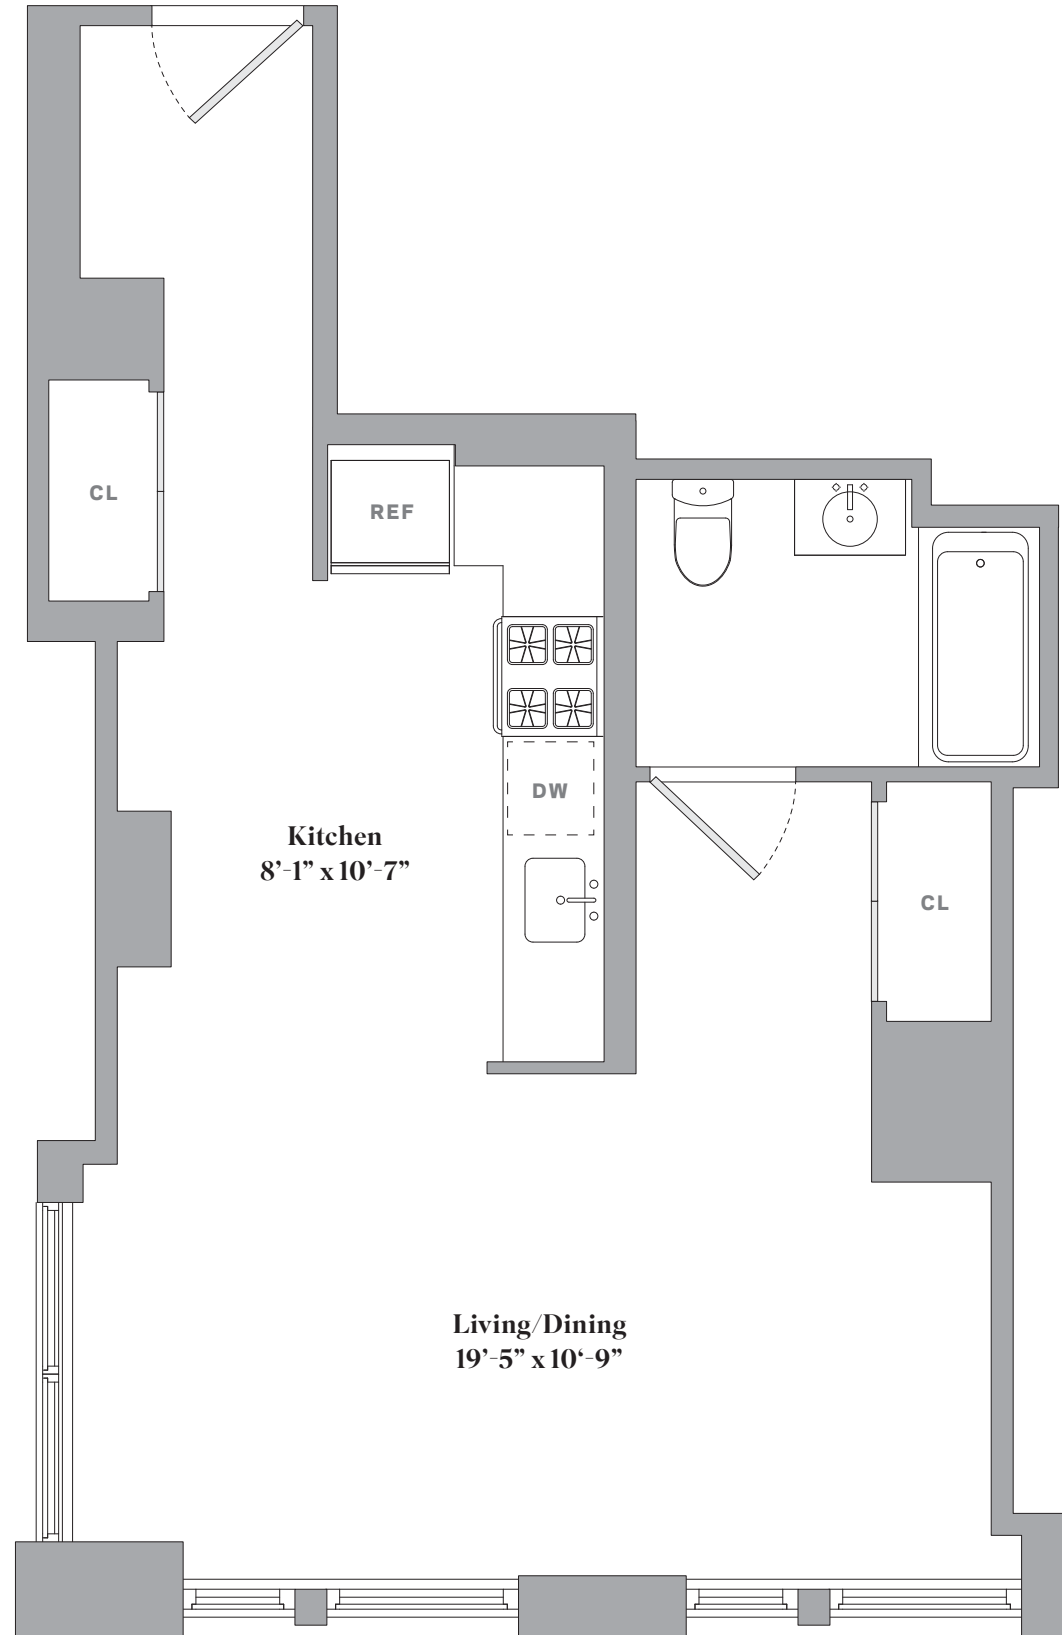 CL
REF
DW
Kitchen
8’-1” x 10’-7”
CL
Living/Dining
19’-5” x 10‘-9”